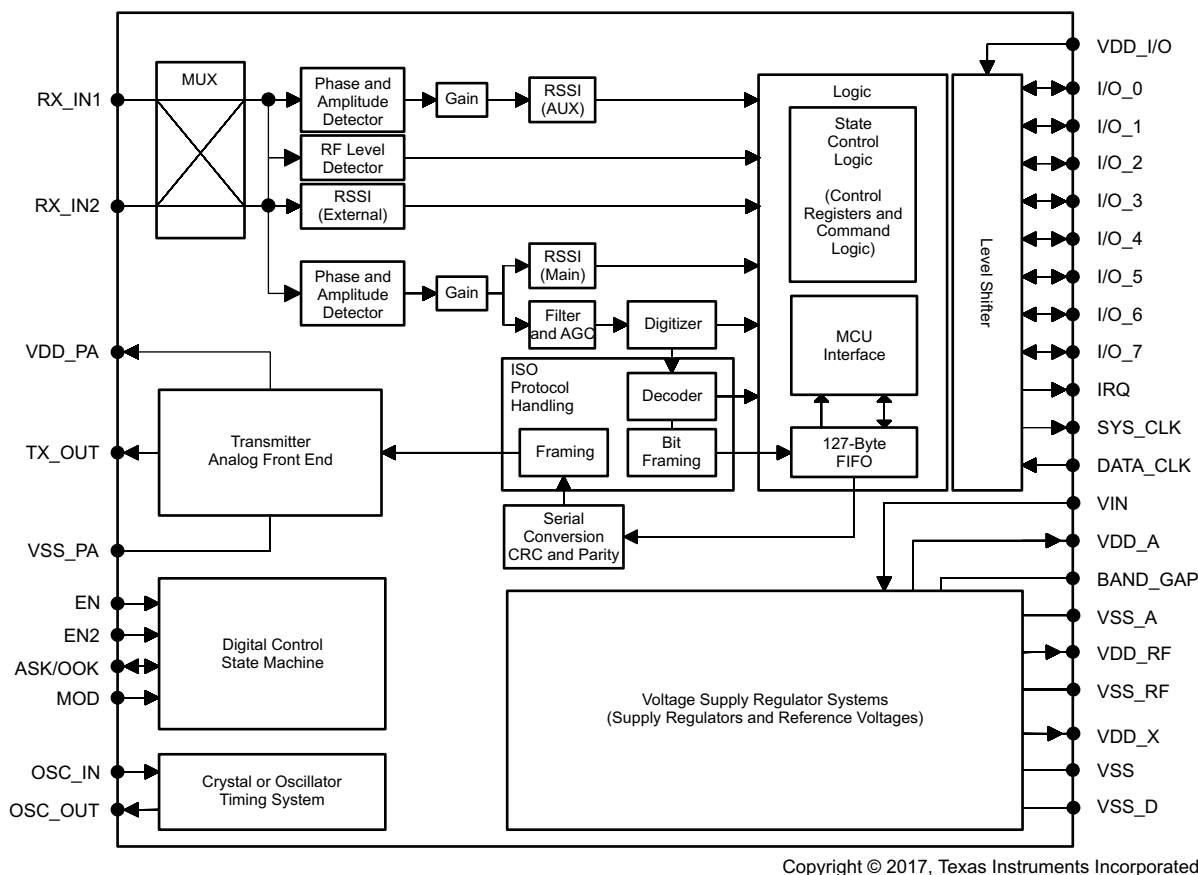 RX_IN1
RX_IN2
VDD_PA
TX_OUT
VSS_PA
EN
EN2
ASK/OOK
MOD
OSC_IN
OSC_OUT
MUX
Phase and
Amplitude
Detector
Gain
RSSI
(AUX)
RF Level
Detector
RSSI
(External)
Phase and
Amplitude
Detector
Gain
RSSI
(Main)
Filter
and AGC
Digitizer
ISO
Protocol
Handling
Decoder
Bit
Framing
Framing
Serial
Conversion
CRC and Parity
Transmitter
Analog Front End
Digital Control
State Machine
Crystal or Oscillator
Timing System
Logic
State
Control
Logic
(Control
Registers and
Command
Logic)
MCU
Interface
127-Byte
FIFO
Level Shifter
Voltage Supply Regulator Systems
(Supply Regulators and Reference Voltages)
VDD_I/O
I/O_0
I/O_1
I/O_2
I/O_3
I/O_4
I/O_5
I/O_6
I/O_7
IRQ
SYS_CLK
DATA_CLK
VIN
VDD_A
BAND_GAP
VSS_A
VDD_RF
VSS_RF
VDD_X
VSS
VSS_D
Copyright © 2017, Texas Instruments Incorporated